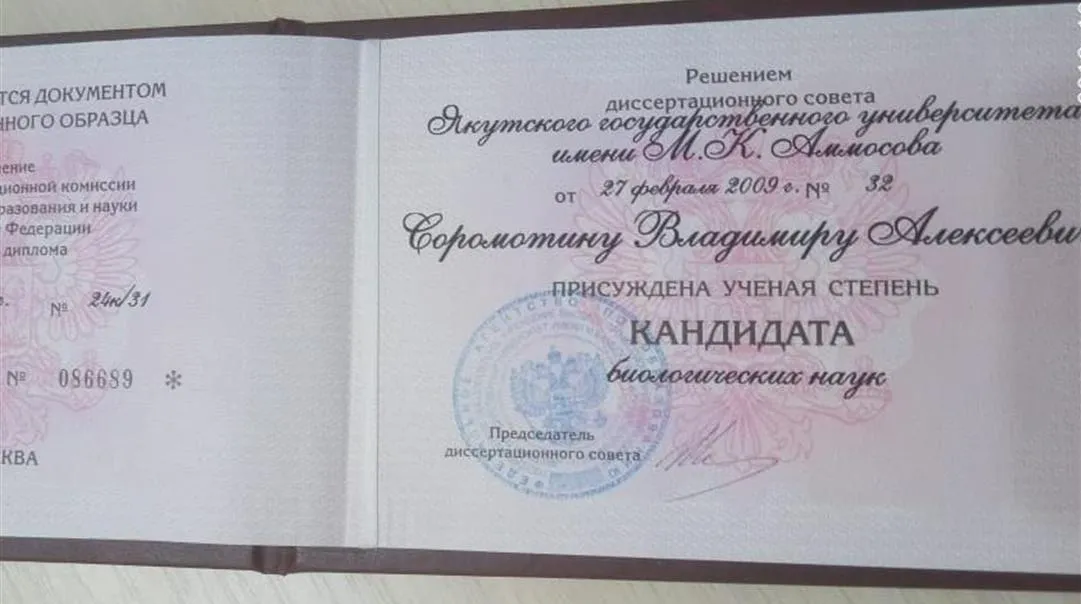 ТСЯ ДОКУМЕНТОМ
ННОГО ОБРАЗЦА
ение
ционной комиссии
разования и науки
Федерации
диплома
№ 24к/31
№ 086689 *
КВА
Решением
диссертационного совета
Якутского государственного университета
имени М.К. Аммосова
от 27 февраля 2009 г. № 32
Соромотину Владимиру Алексееви
ПРИСУЖДЕНА УЧЕНАЯ СТЕПЕНЬ
КАНДИДАТА
биологических наук
Председатель
диссертационного совета